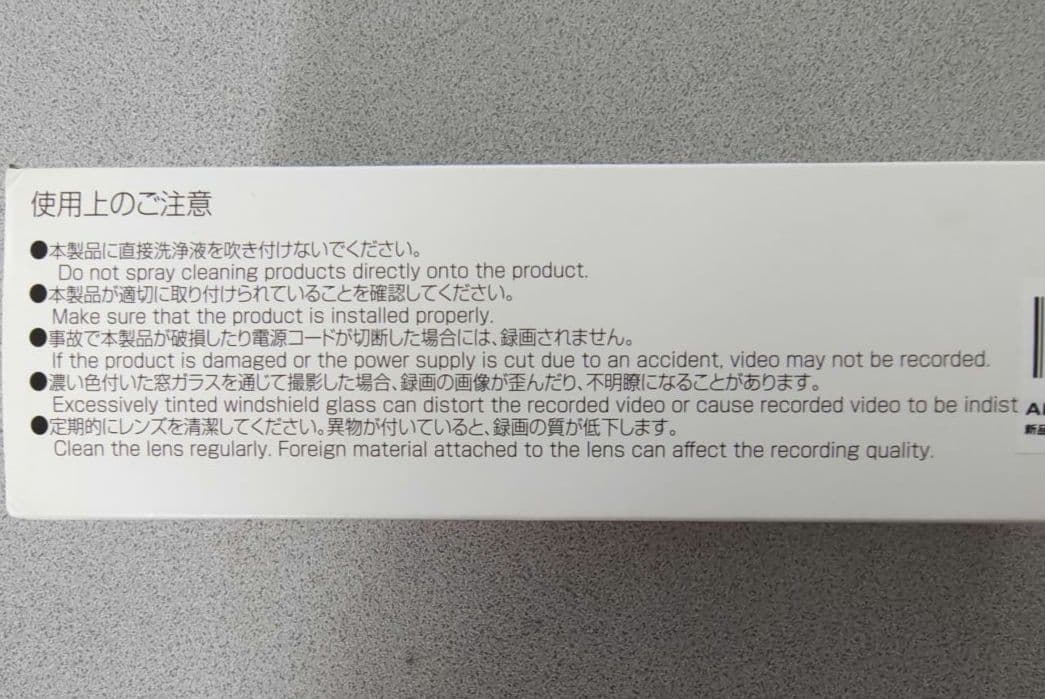 使用上のご注意
●本製品に直接洗浄液を吹き付けないでください。
Do not spray cleaning products directly onto the product.
●本製品が適切に取り付けられていることを確認してください。
Make sure that the product is installed properly.
●事故で本製品が破損したり電源コードが切断した場合には、録画されません。
If the product is damaged or the power supply is cut due to an accident, video may not be recorded.
●濃い色付いた窓ガラスを通じて撮影した場合、録画の画像が歪んだり、不明瞭になることがあります。
Excessively tinted windshield glass can distort the recorded video or cause recorded video to be indist
●定期的にレンズを清潔してください。異物が付いていると、録画の質が低下します。
Clean the lens regularly. Foreign material attached to the lens can affect the recording quality.
新品